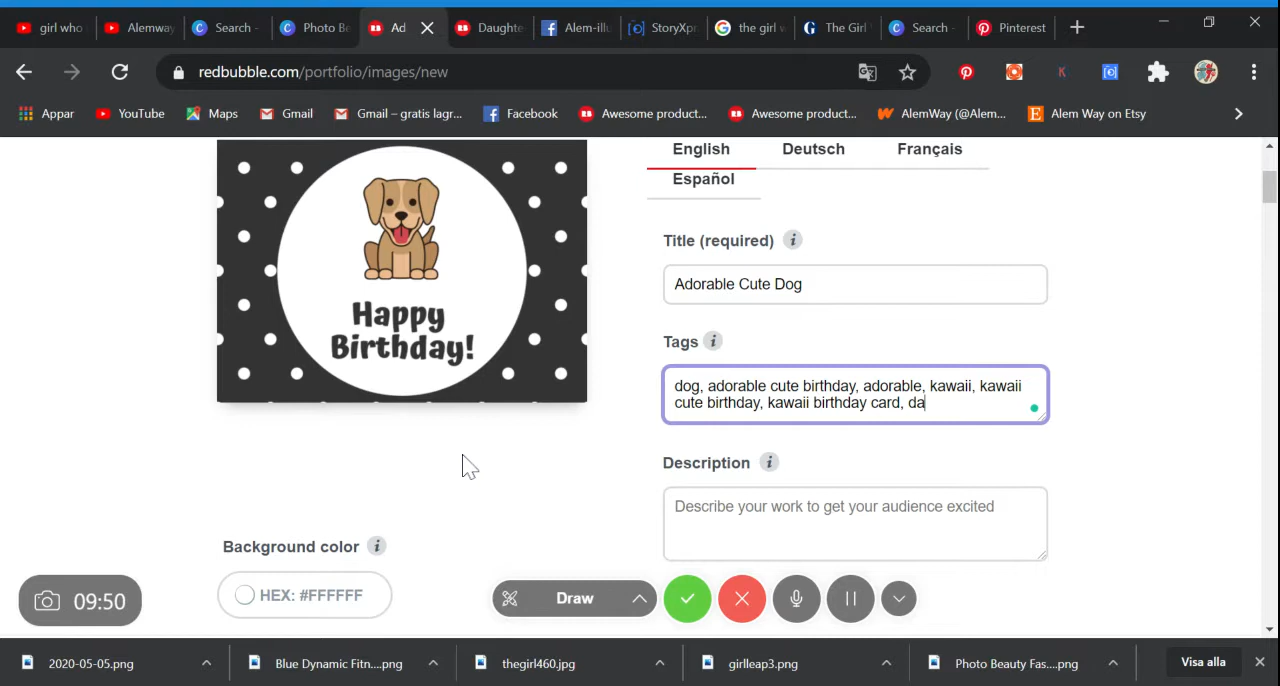 girl who
Alemway
Search -
Photo Be
Ad
Daughte
Alem-illu
StoryXpr
the girl w
The Girl
Search -
Pinterest
redbubble.com/portfolio/images/new
Appar
YouTube
Maps
Gmail
Gmail – gratis lagr...
Facebook
Awesome product...
Awesome product...
AlemWay (@Alem...
Alem Way on Etsy
English
Deutsch
Français
Español
Happy
Birthday!
Title (required)
Adorable Cute Dog
Tags
dog, adorable cute birthday, adorable, kawaii, kawaii
cute birthday, kawaii birthday card, da
Description
Describe your work to get your audience excited
Background color
HEX: #FFFFFF
09:50
Draw
2020-05-05.png
Blue Dynamic Fitn....png
thegirl460.jpg
girlleap3.png
Photo Beauty Fas....png
Visa alla